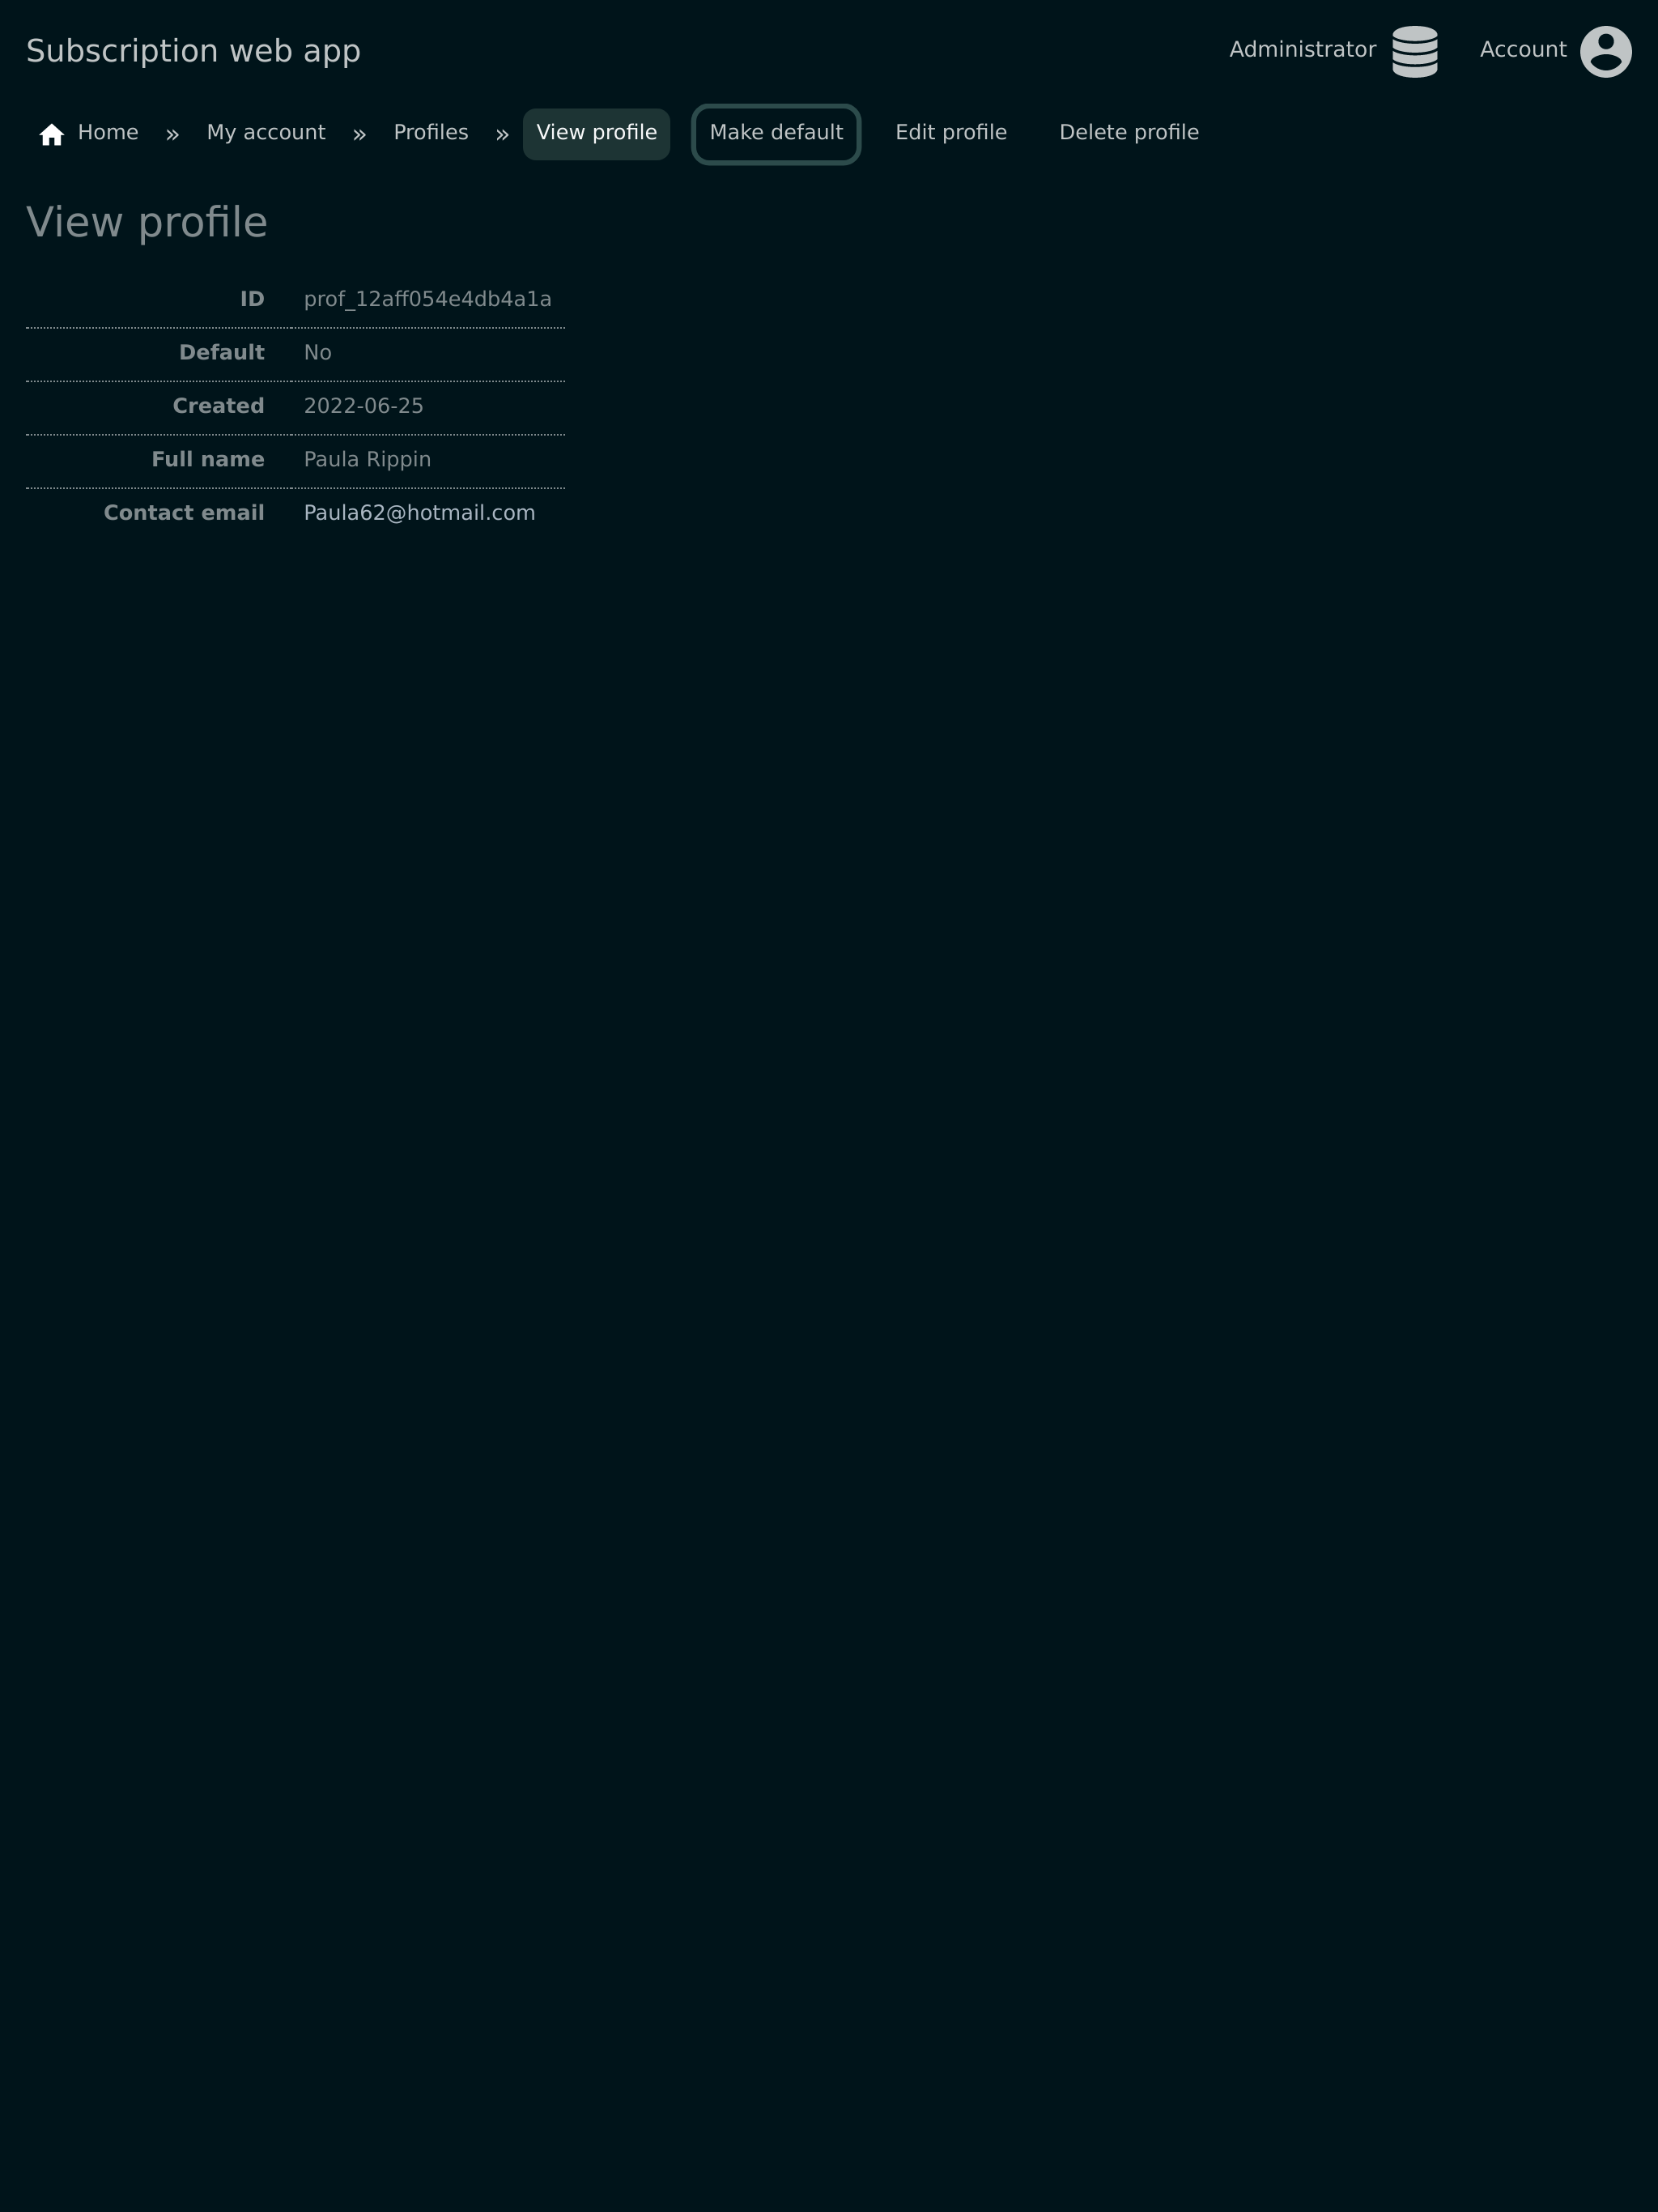 Subscription web app Administrator Account
Home » My account » Profiles » View profile Make default Edit profile Delete profile
View profile
ID prof_12aff054e4db4a1a
Default No
Created 2022-06-25
Full name Paula Rippin
Contact email Paula62@hotmail.com